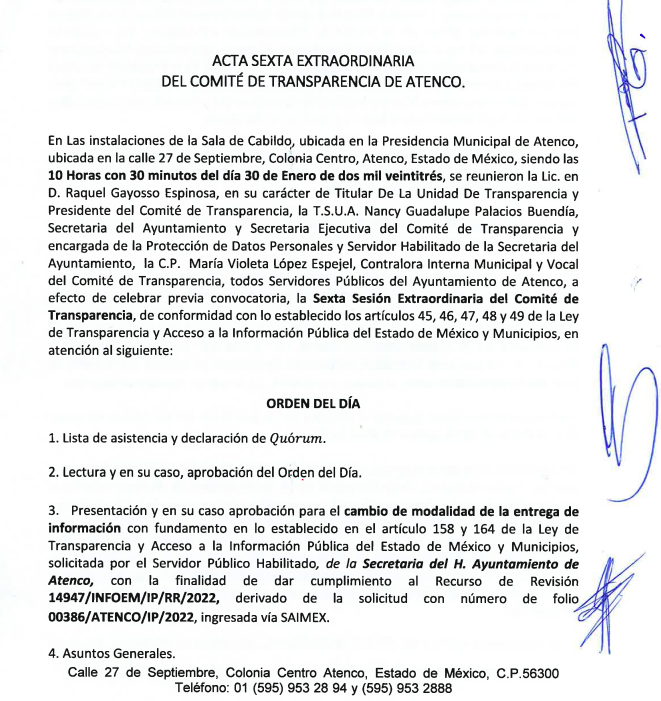 ACTA SEXTA EXTRAORDINARIA
DEL COMITÉ DE TRANSPARENCIA DE ATENCO.
En Las instalaciones de la Sala de Cabildo, ubicada en la Presidencia Municipal de Atenco,
ubicada en la calle 27 de Septiembre, Colonia Centro, Atenco, Estado de México, siendo las
10 Horas con 30 minutos del día 30 de Enero de dos mil veintitrés, se reunieron la Lic. en
D. Raquel Gayosso Espinosa, en su carácter de Titular De La Unidad De Transparencia y
Presidente del Comité de Transparencia, la T.S.U.A. Nancy Guadalupe Palacios Buendía,
Secretaria del Ayuntamiento y Secretaria Ejecutiva del Comité de Transparencia y
encargada de la Protección de Datos Personales y Servidor Habilitado de la Secretaria del
Ayuntamiento, la C.P. María Violeta López Espejel, Contralora Interna Municipal y Vocal
del Comité de Transparencia, todos Servidores Públicos del Ayuntamiento de Atenco, a
efecto de celebrar previa convocatoria, la Sexta Sesión Extraordinaria del Comité de
Transparencia, de conformidad con lo establecido los artículos 45, 46, 47, 48 y 49 de la Ley
de Transparencia y Acceso a la Información Pública del Estado de México y Municipios, en
atención al siguiente:
ORDEN DEL DÍA
1. Lista de asistencia y declaración de Quórum.
2. Lectura y en su caso, aprobación del Orden del Día.
3. Presentación y en su caso aprobación para el cambio de modalidad de la entrega de
información con fundamento en lo establecido en el artículo 158 y 164 de la Ley de
Transparencia y Acceso a la Información Pública del Estado de México y Municipios,
solicitada por el Servidor Público Habilitado, de la Secretaria del H. Ayuntamiento de
Atenco, con la finalidad de dar cumplimiento al Recurso de Revisión
14947/INFOEM/IP/RR/2022, derivado de la solicitud con número de folio
00386/ATENCO/IP/2022, ingresada vía SAIMEX.
4. Asuntos Generales.
Calle 27 de Septiembre, Colonia Centro Atenco, Estado de México, C.P.56300
Teléfono: 01 (595) 953 28 94 y (595) 953 2888